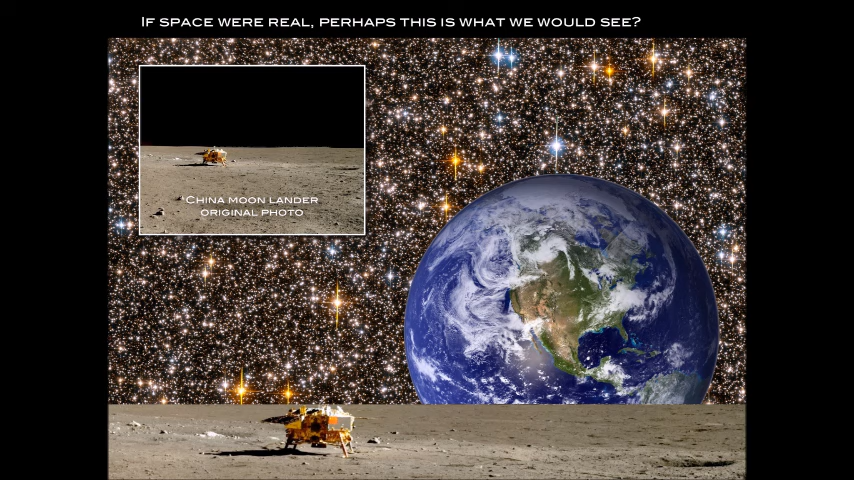 If space were real, perhaps this is what we would see?
*China moon lander
original photo